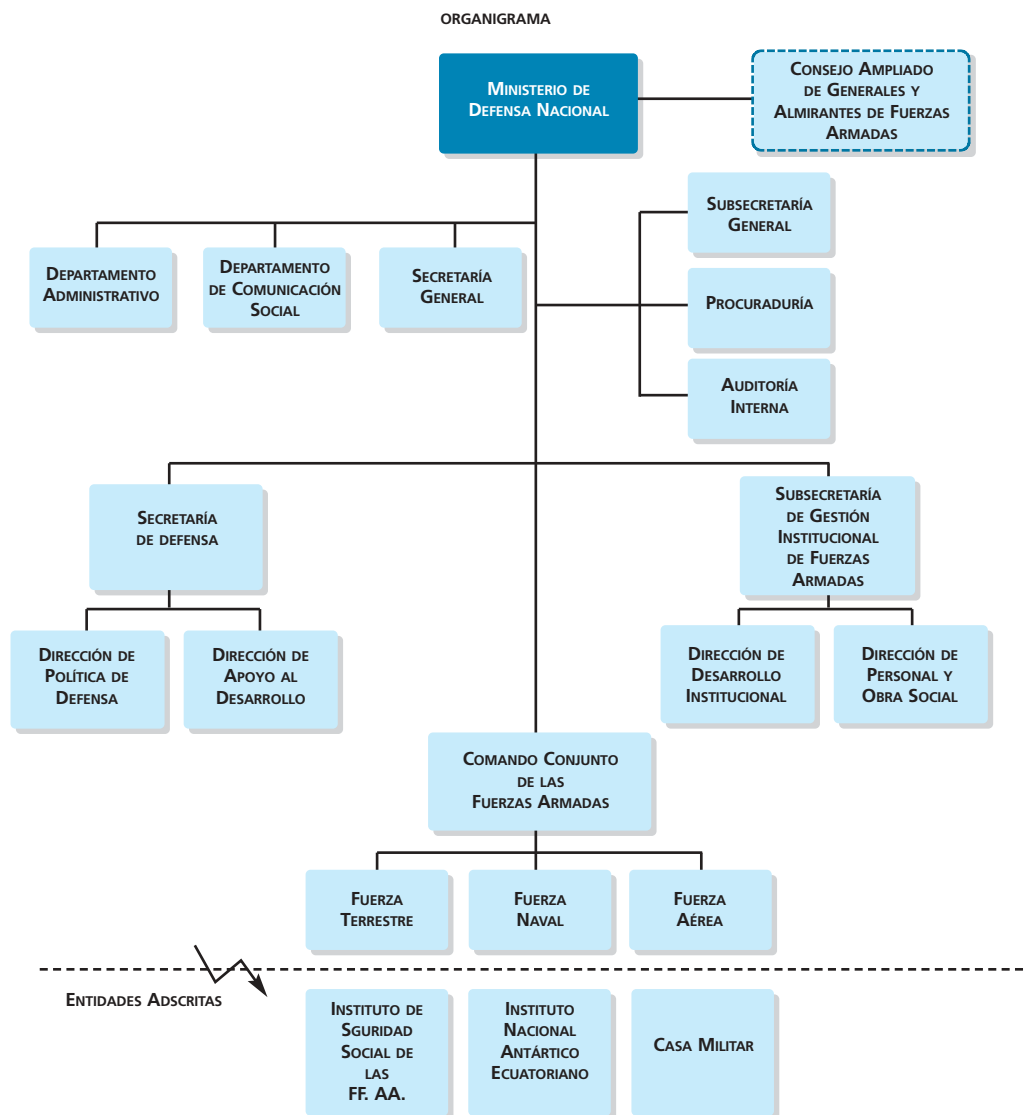 ORGANIGRAMA
MINISTERIO DE
DEFENSA NACIONAL
CONSEJO AMPLIADO
DE GENERALES Y
ALMIRANTES DE FUERZAS
ARMADAS
SUBSECRETARÍA
GENERAL
DEPARTAMENTO
ADMINISTRATIVO
DEPARTAMENTO
DE COMUNICACIÓN
SOCIAL
SECRETARÍA
GENERAL
PROCURADURÍA
AUDITORÍA
INTERNA
SECRETARÍA
DE DEFENSA
SUBSECRETARÍA
DE GESTIÓN
INSTITUCIONAL
DE FUERZAS
ARMADAS
DIRECCIÓN DE
POLÍTICA DE
DEFENSA
DIRECCIÓN DE
APOYO AL
DESARROLLO
DIRECCIÓN DE
DESARROLLO
INSTITUCIONAL
DIRECCIÓN DE
PERSONAL Y
OBRA SOCIAL
COMANDO CONJUNTO
DE LAS
FUERZAS ARMADAS
FUERZA
TERRESTRE
FUERZA
NAVAL
FUERZA
AÉREA
ENTIDADES ADSCRITAS
INSTITUTO DE
SGURIDAD
SOCIAL DE
LAS
FF. AA.
INSTITUTO
NACIONAL
ANTÁRTICO
ECUATORIANO
CASA MILITAR